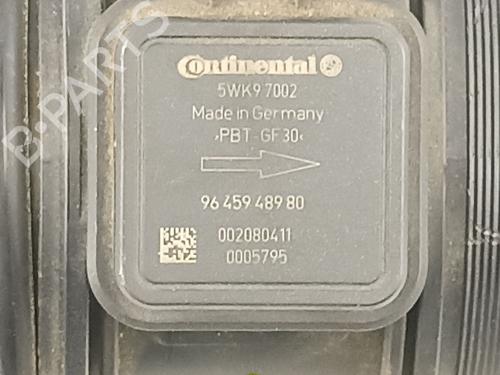 Continental
5WK9 7002
Made in Germany
>PBT-GF30<
96 459 489 80
002080411
0005795
B-PARTS